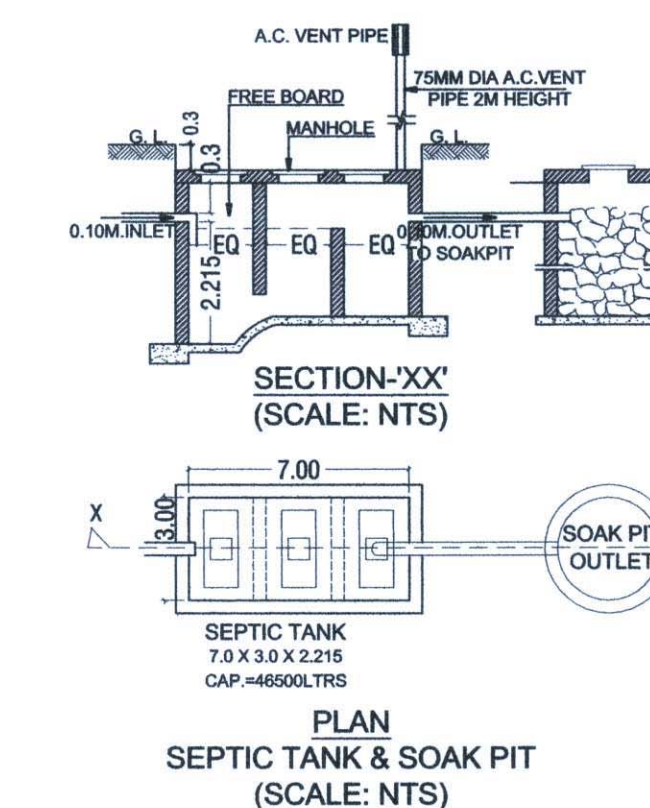 A.C. VENT PIPE
75MM DIA A.C.VENT
PIPE 2M HEIGHT
FREE BOARD
MANHOLE
G. L.
0.3
0.3
G. L.
0.10M.INLET
EQ
EQ
EQ
OUTLET
TO SOAKPIT
2.215
SECTION-'XX'
(SCALE: NTS)
7.00
3.00
X
SOAK PIT
OUTLET
SEPTIC TANK
7.0 X 3.0 X 2.215
CAP.=46500LTRS
PLAN
SEPTIC TANK & SOAK PIT
(SCALE: NTS)